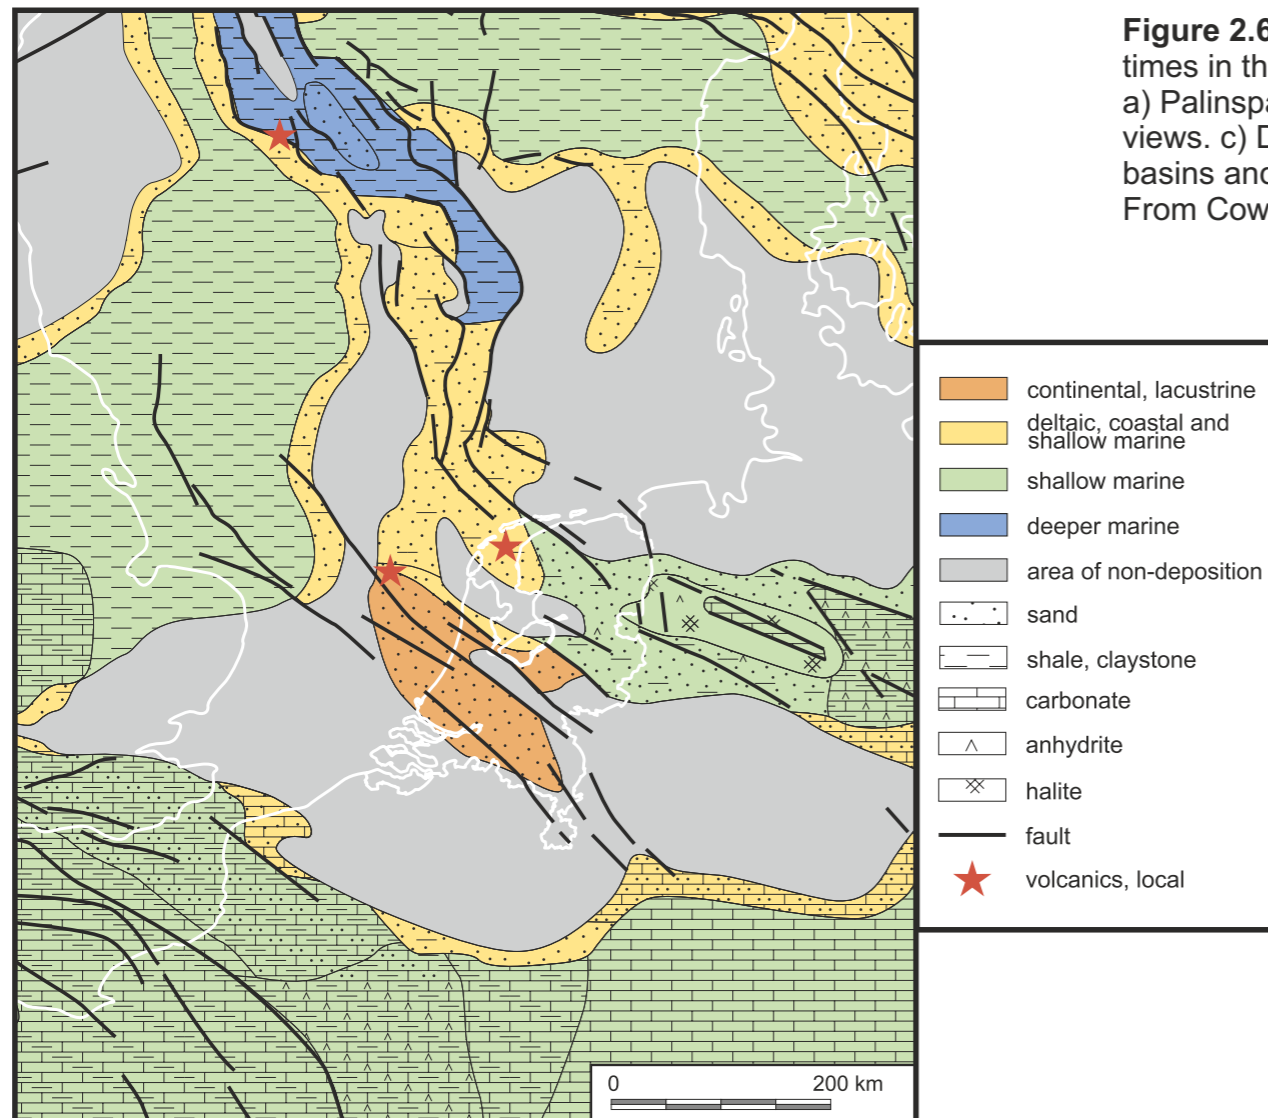 Figure 2.6
times in th
a) Palinspa
views. c) D
basins and
From Cow
continental, lacustrine
deltaic, coastal and
shallow marine
shallow marine
deeper marine
area of non-deposition
sand
shale, claystone
carbonate
anhydrite
halite
fault
volcanics, local
0 200 km